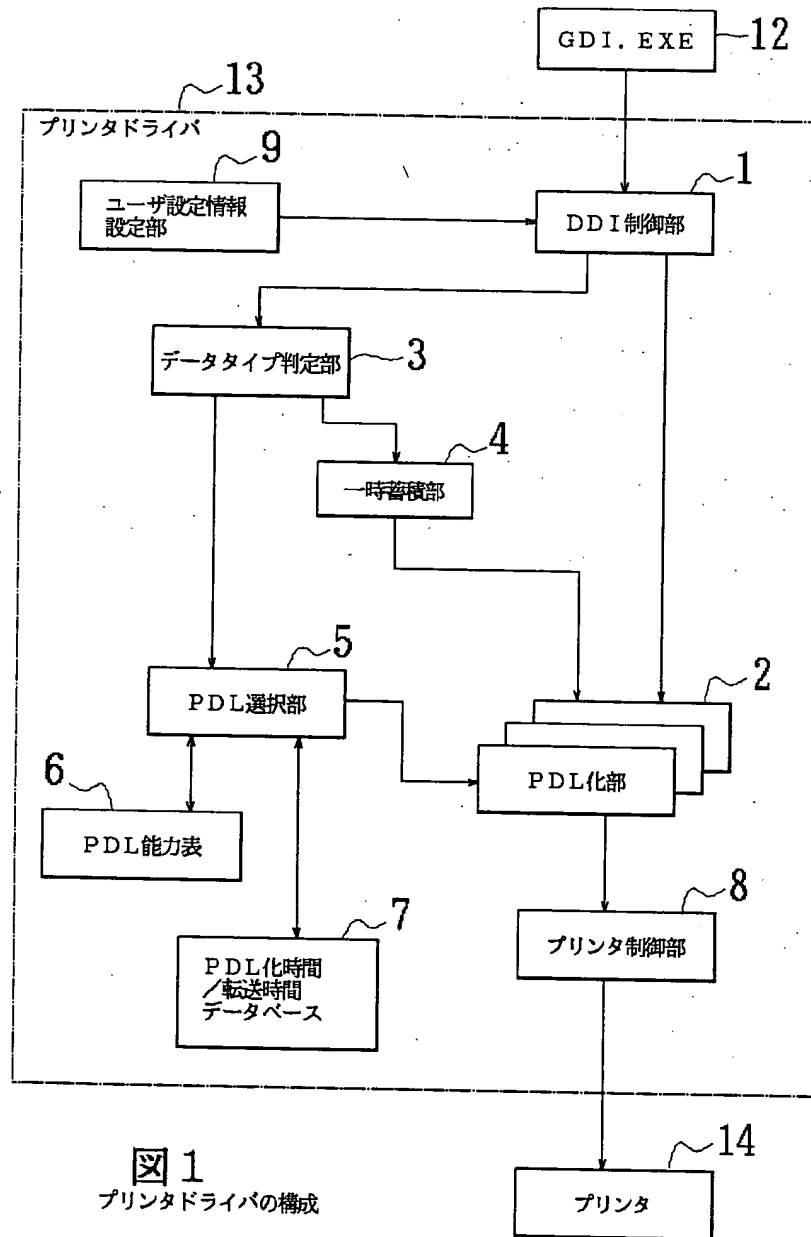 GDI.EXE
12
13
プリンタドライバ
9
ユーザ設定情報
設定部
1
DDI制御部
データタイプ判定部
3
4
一時蓄積部
5
PDL選択部
2
PDL化部
6
PDL能力表
7
PDL化時間
/転送時間
データベース
8
プリンタ制御部
14
プリンタ
図1
プリンタドライバの構成